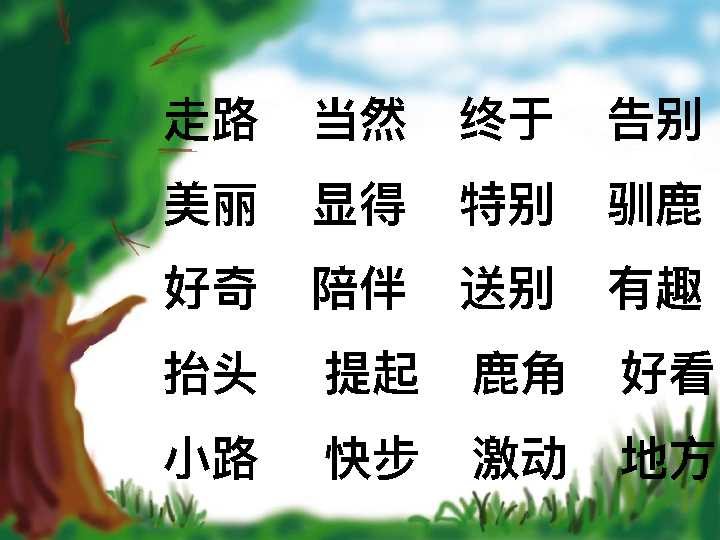 走路 当然 终于 告别
美丽 显得 特别 驯鹿
好奇 陪伴 送别 有趣
抬头 提起 鹿角 好看
小路 快步 激动 地方